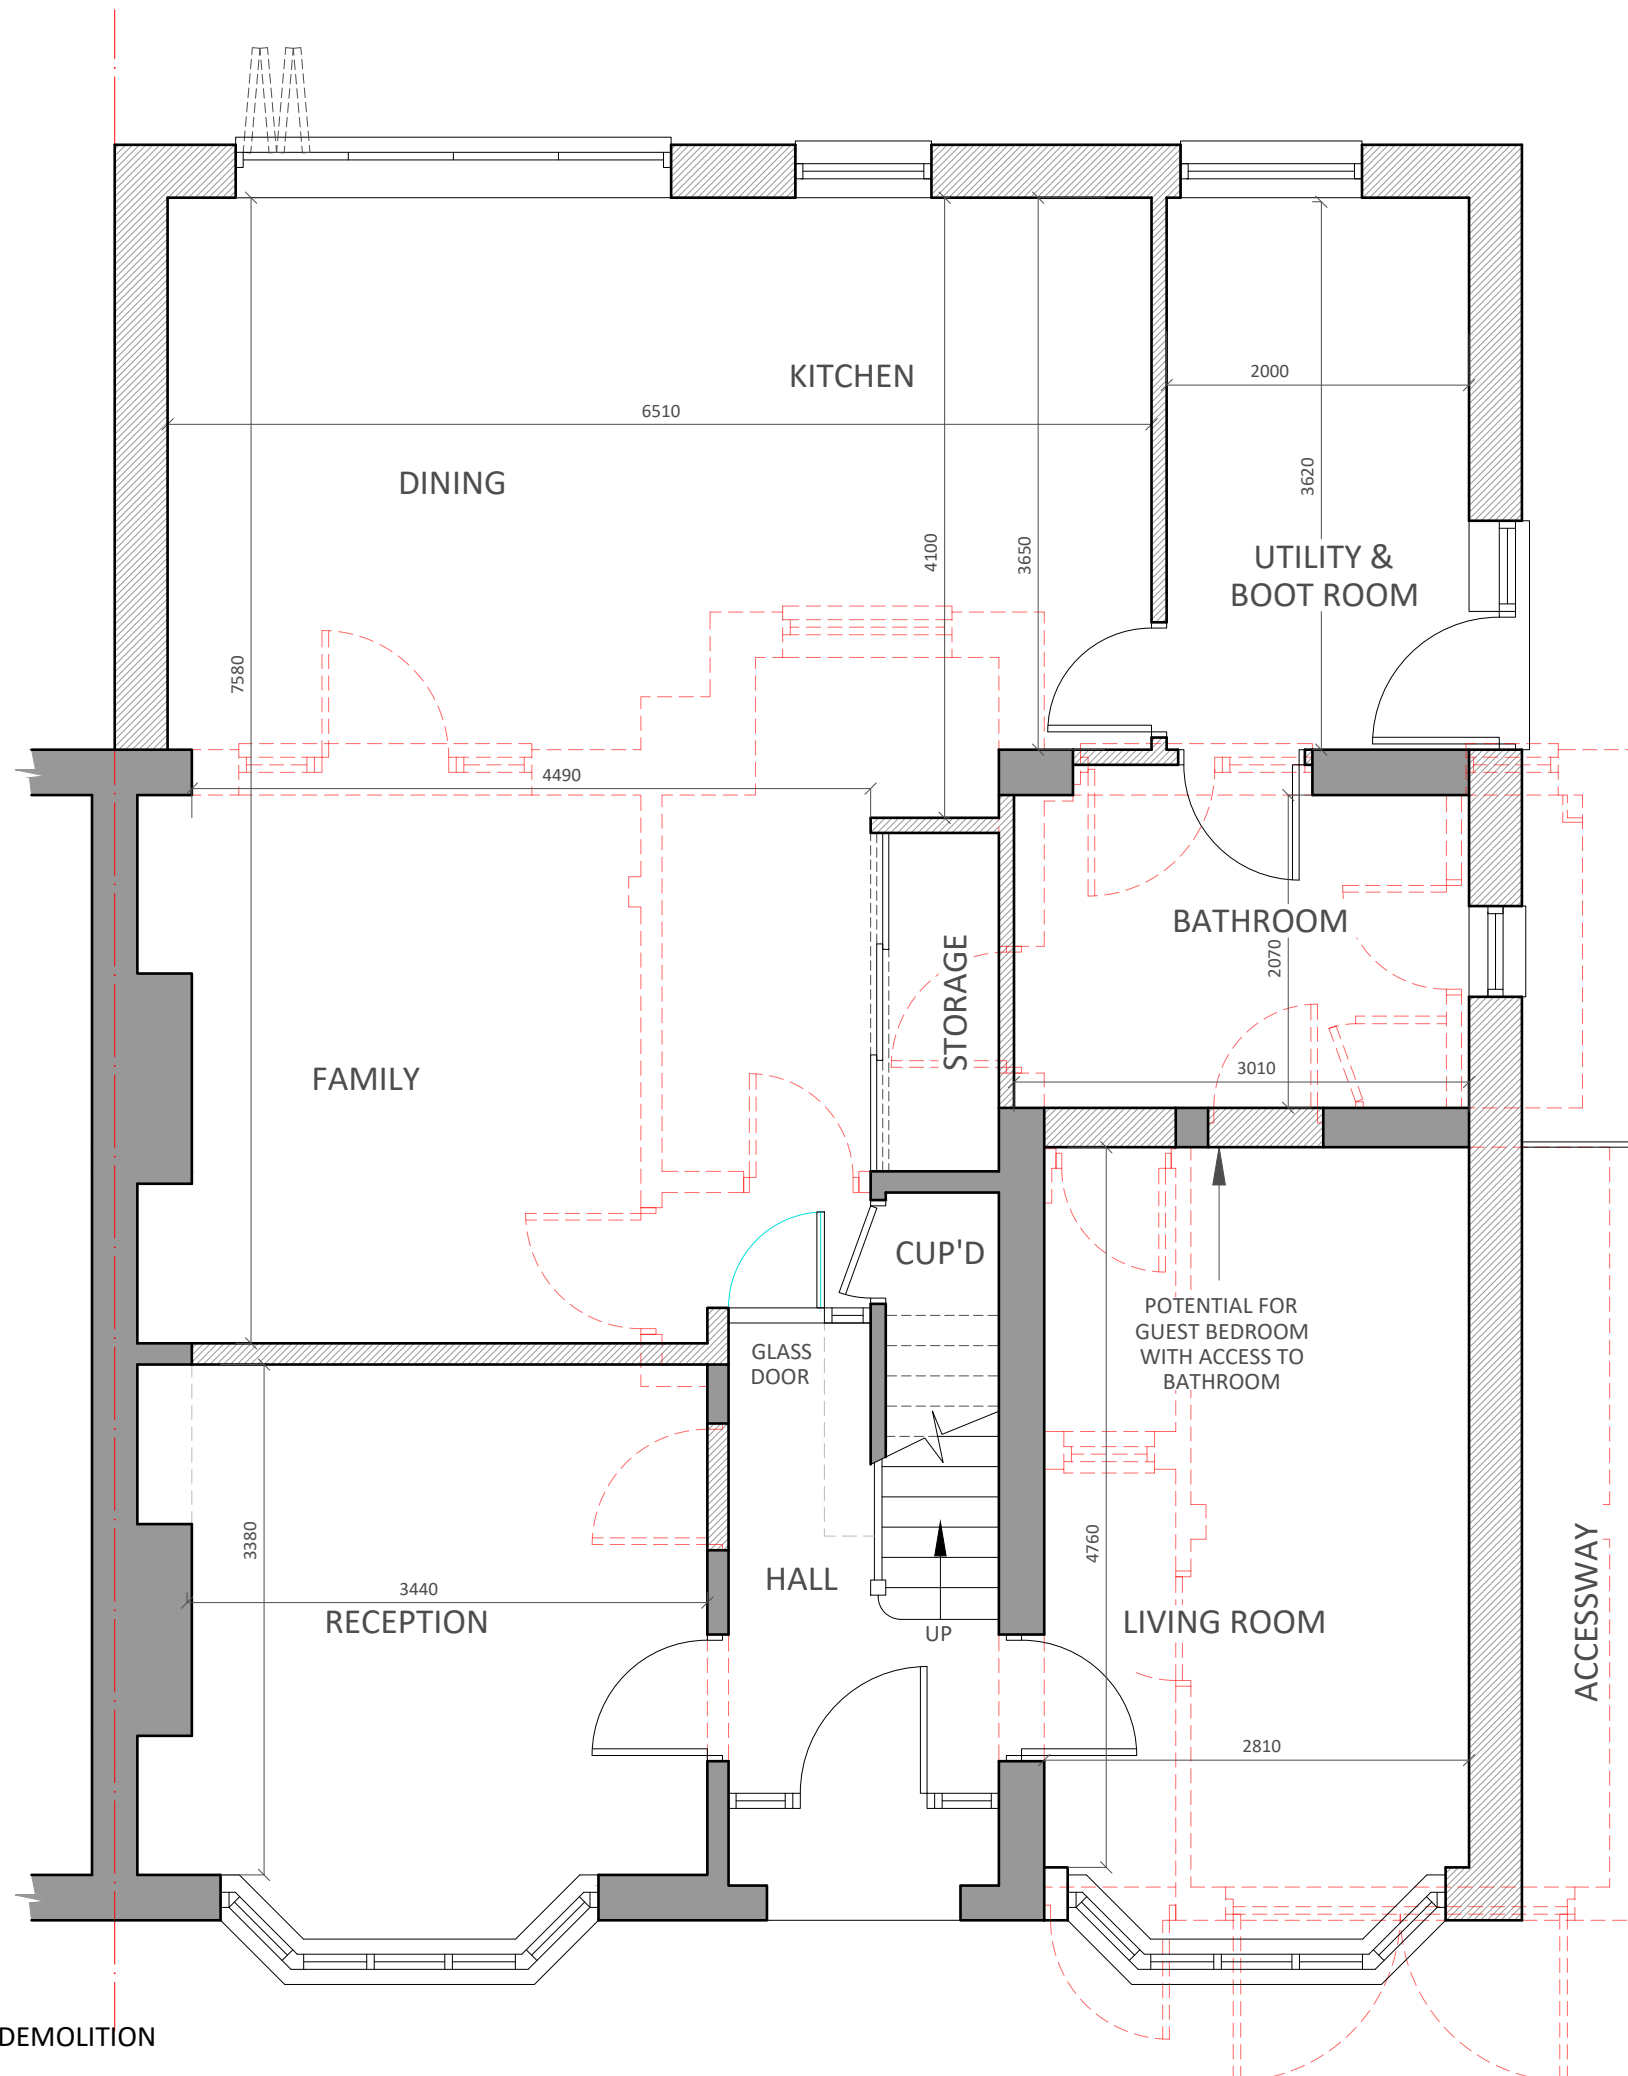 KITCHEN
2000
6510
DINING
3620
4100
3650
UTILITY &
BOOT ROOM
7580
4490
BATHROOM
2070
STORAGE
3010
FAMILY
CUP'D
POTENTIAL FOR
GUEST BEDROOM
WITH ACCESS TO
BATHROOM
GLASS
DOOR
3380
4760
HALL
3440
RECEPTION
UP
LIVING ROOM
ACCESSWAY
2810
DEMOLITION